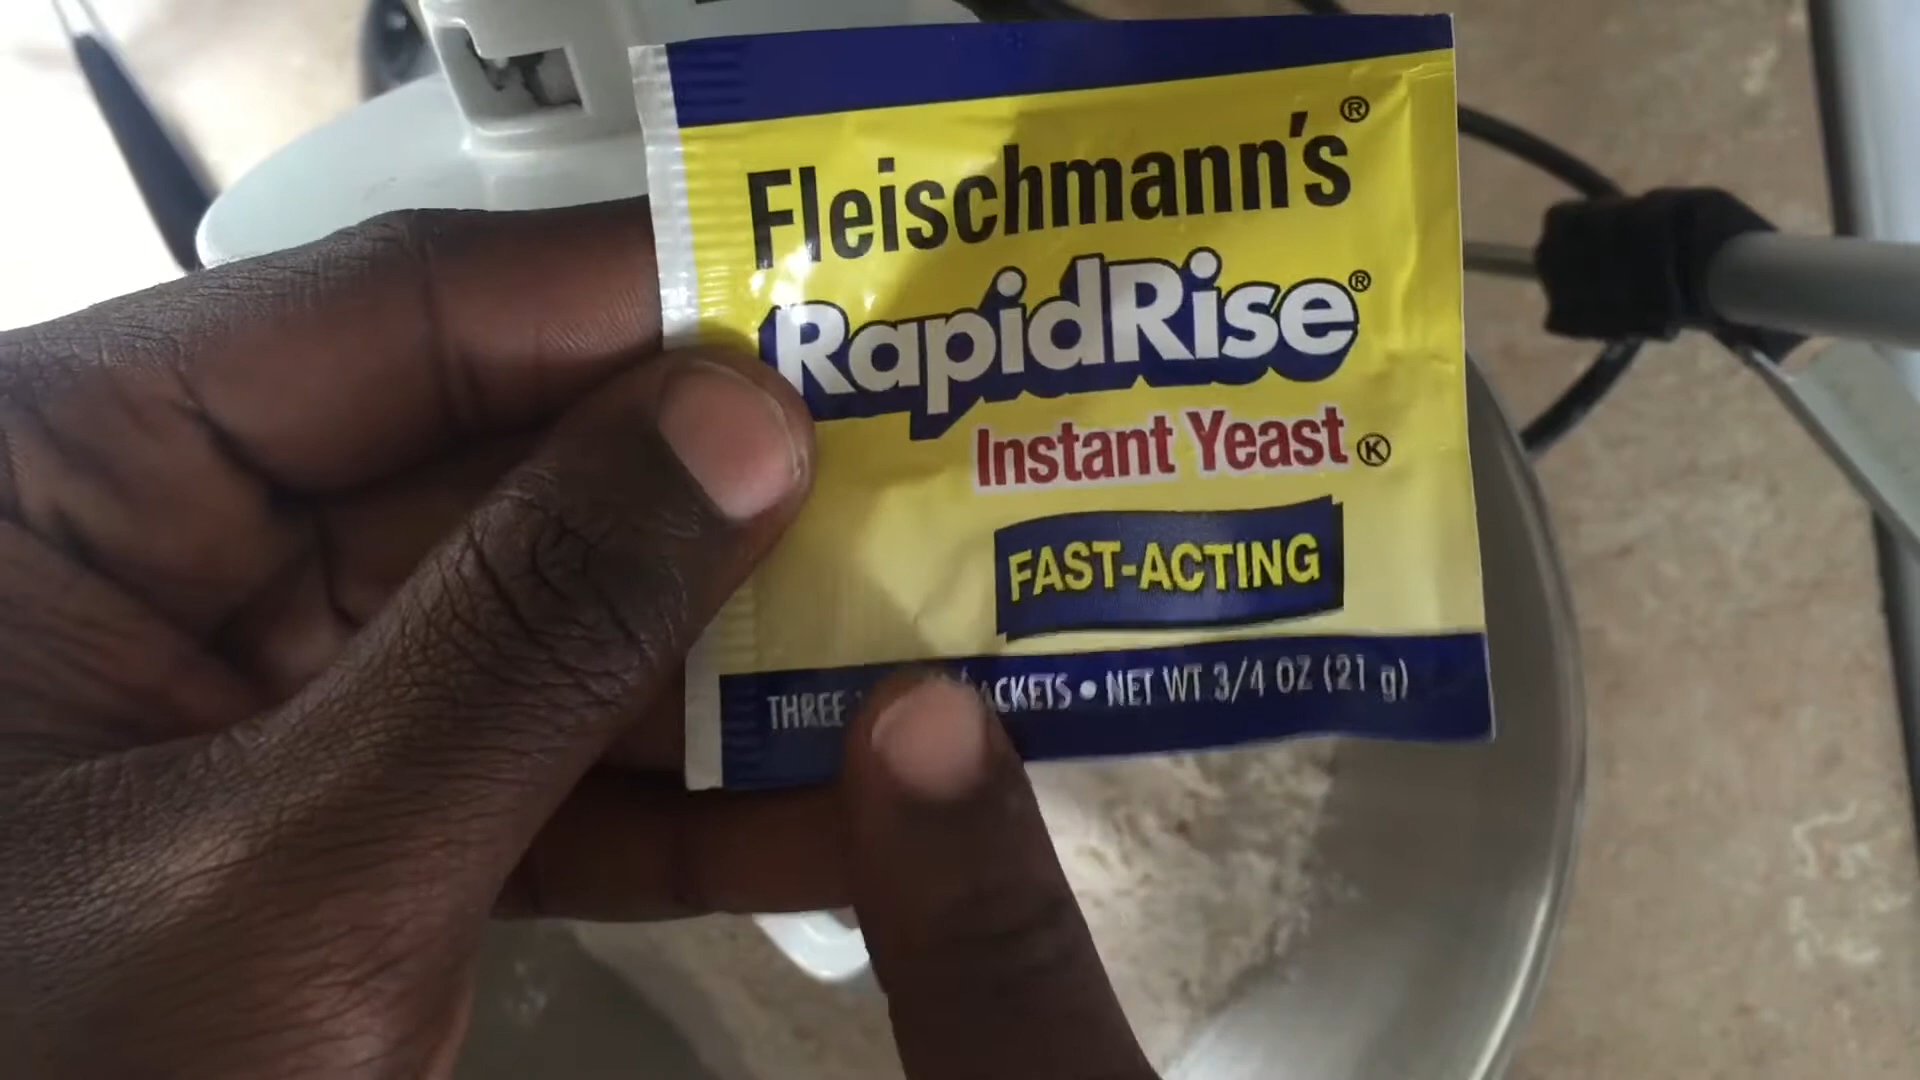 Fleischmann's®
RapidRise®
Instant Yeast Ⓚ
FAST-ACTING
THREE • NET WT 3/4 OZ (21 g)